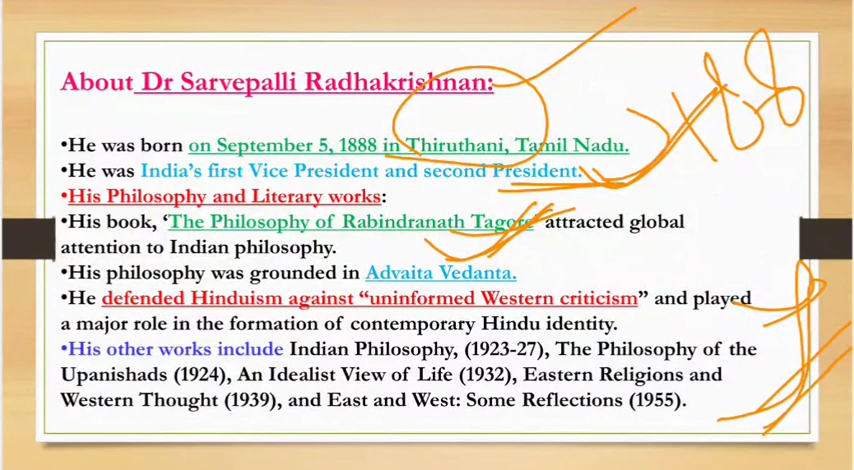 About Dr Sarvepalli Radhakrishnan:
•He was born on September 5, 1888 in Thiruthani, Tamil Nadu.
•He was India's first Vice President and second President.
•His Philosophy and Literary works:
•His book, ‘The Philosophy of Rabindranath Tagore’ attracted global
attention to Indian philosophy.
•His philosophy was grounded in Advaita Vedanta.
•He defended Hinduism against “uninformed Western criticism” and played
a major role in the formation of contemporary Hindu identity.
•His other works include Indian Philosophy, (1923-27), The Philosophy of the
Upanishads (1924), An Idealist View of Life (1932), Eastern Religions and
Western Thought (1939), and East and West: Some Reflections (1955).